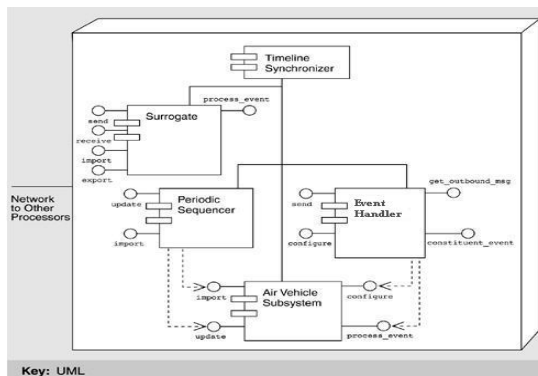 Timeline
Synchronizer
process_event
Surrogate
send
receive
import
export
Network
to Other
Processors
update
Periodic
Sequencer
import
send
Event
Handler
get_outbound_msg
configure
constituent_event
import
Air Vehicle
Subsystem
configure
update
process_event
Key: UML